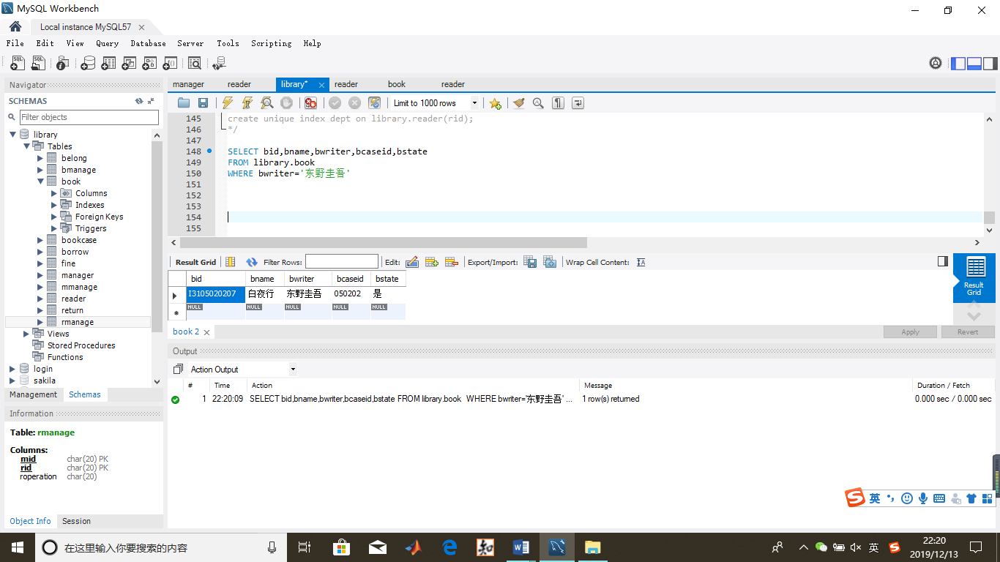 MySQL Workbench
Local instance MySQL57
File Edit View Query Database Server Tools Scripting Help
Navigator
SCHEMAS
Filter objects
library
Tables
belong
bmanage
book
Columns
Indexes
Foreign Keys
Triggers
bookcase
borrow
fine
manager
mmanage
reader
return
rmanage
Views
Stored Procedures
Functions
login
sakila
Management Schemas
Information
Table: rmanage
Columns:
mid char(20) PK
rid char(20) PK
roperation char(20)
Object Info Session
manager reader library* reader book reader
Limit to 1000 rows
145 create unique index dept on library.reader(rid);
146 */
147
148 SELECT bid,bname,bwriter,bcaseid,bstate
149 FROM library.book
150 WHERE bwriter='东野圭吾'
151
152
153
154
155
Result Grid Filter Rows: Edit: Export/Import: Wrap Cell Content:
bid bname bwriter bcaseid bstate
I3105020207 白夜行 东野圭吾 050202 是
NULL NULL NULL NULL NULL
Result
Grid
book 2
Apply Revert
Output
Action Output
# Time Action Message Duration / Fetch
1 22:20:09 SELECT bid,bname,bwriter,bcaseid,bstate FROM library.book WHERE bwriter='东野圭吾' ... 1 row(s) returned 0.000 sec / 0.000 sec
英
在这里输入你要搜索的内容
英
22:20
2019/12/13